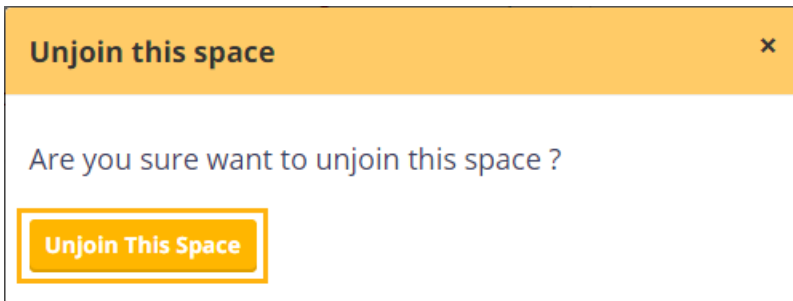 Unjoin this space ×
Are you sure want to unjoin this space ?
Unjoin This Space